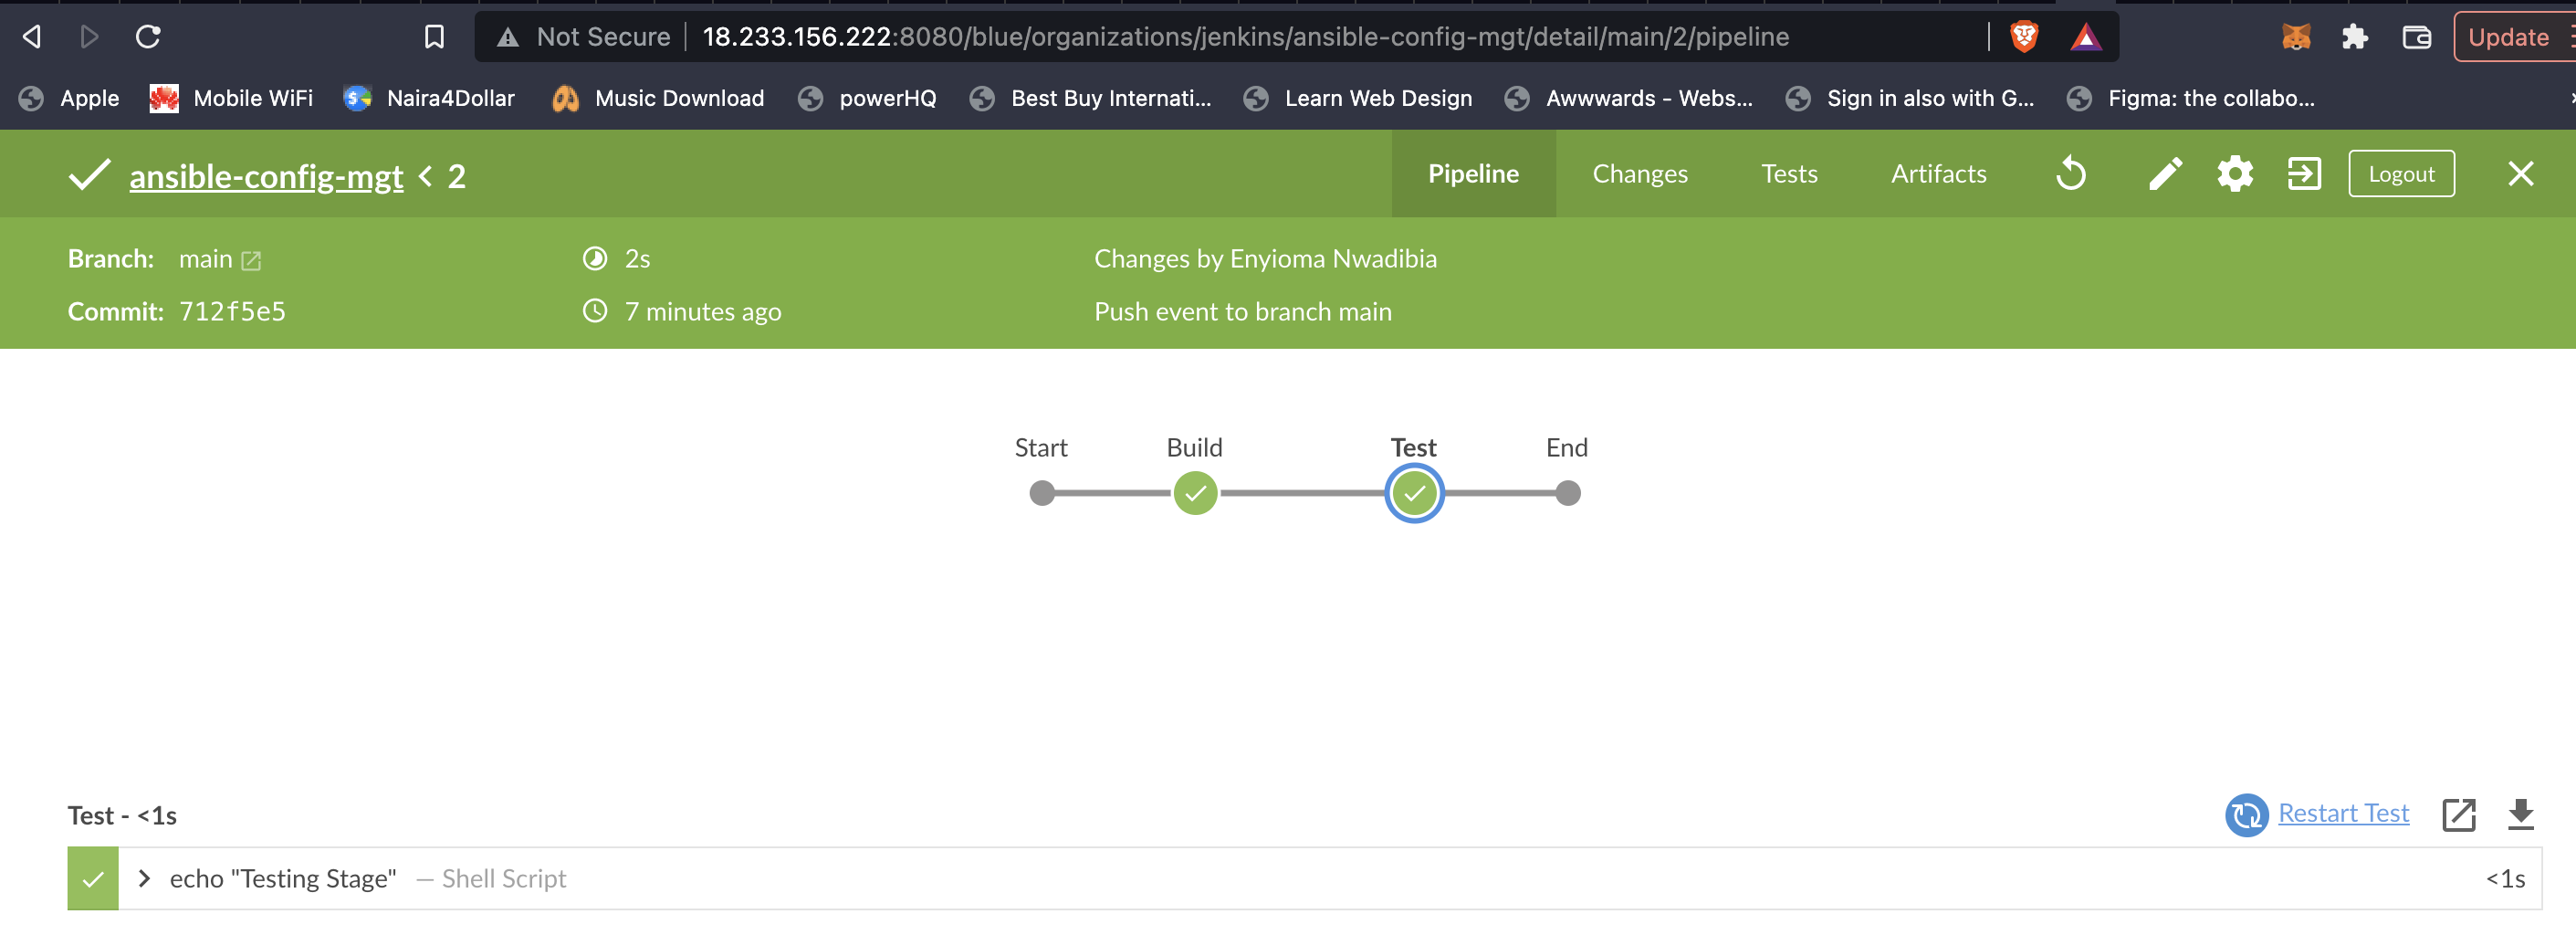 Not Secure 18.233.156.222:8080/blue/organizations/jenkins/ansible-config-mgt/detail/main/2/pipeline Update
Apple Mobile WiFi Naira4Dollar Music Download powerHQ Best Buy Internati... Learn Web Design Awwwards - Webs... Sign in also with G... Figma: the collabo...
ansible-config-mgt < 2 Pipeline Changes Tests Artifacts Logout
Branch: main 2s Changes by Enyioma Nwadibia
Commit: 712f5e5 7 minutes ago Push event to branch main
Start Build Test End
Test - <1s Restart Test
echo "Testing Stage" — Shell Script <1s